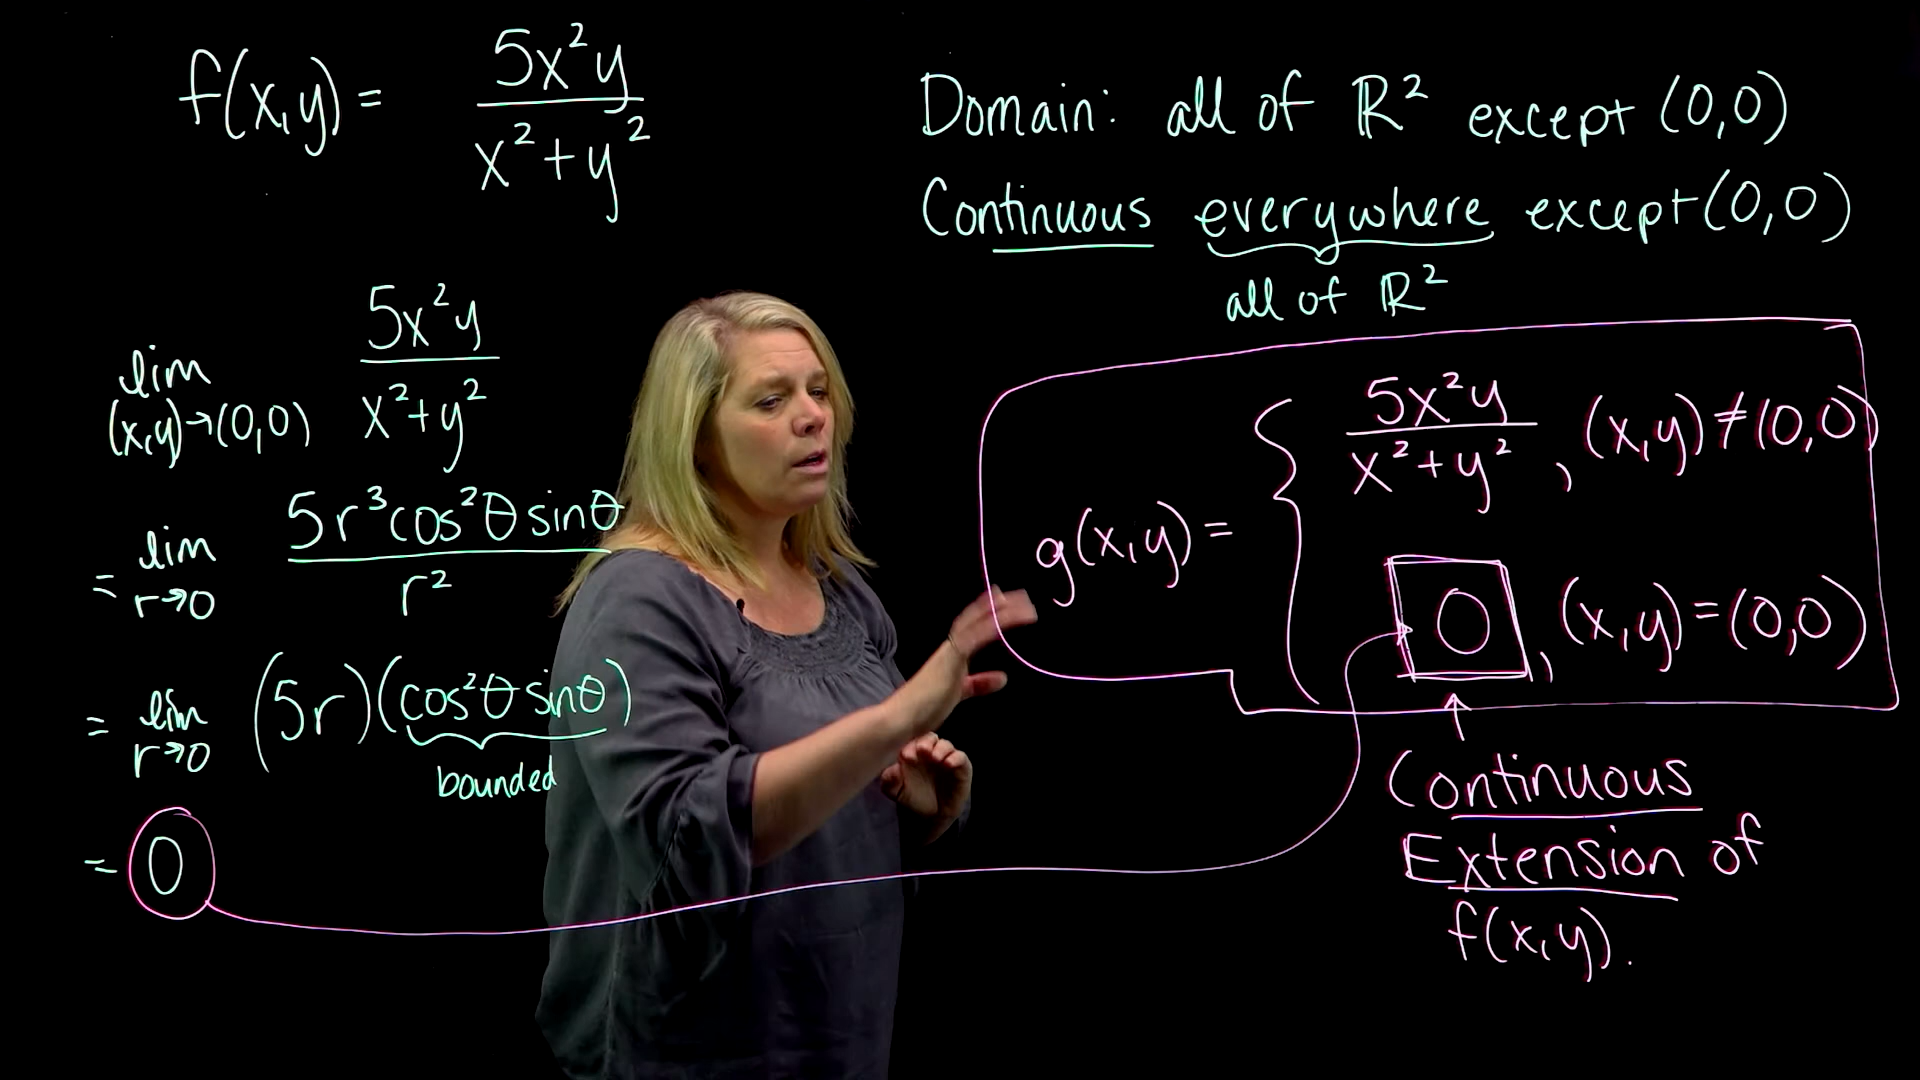 f(x,y) = 5x²y / x²+y²
lim (x,y)→(0,0) 5x²y / x²+y²
= lim r→0 5r³cos²θ sinθ / r²
= lim r→0 (5r)(cos²θ sinθ)
bounded
= 0
Domain: all of ℝ² except (0,0)
Continuous everywhere except (0,0)
all of ℝ²
g(x,y) = { 5x²y / x²+y² , (x,y) ≠ (0,0)
0 , (x,y) = (0,0)
Continuous
Extension of
f(x,y).